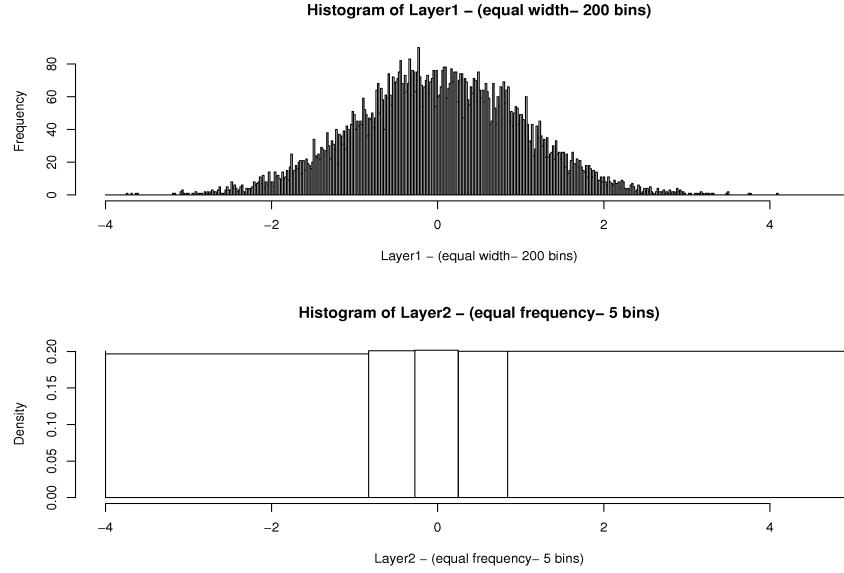 Histogram of Layer1 − (equal width− 200 bins)
Frequency
80
60
40
20
0
−4 −2 0 2 4
Layer1 − (equal width− 200 bins)
Histogram of Layer2 − (equal frequency− 5 bins)
Density
0.20
0.15
0.10
0.05
0.00
−4 −2 0 2 4
Layer2 − (equal frequency− 5 bins)